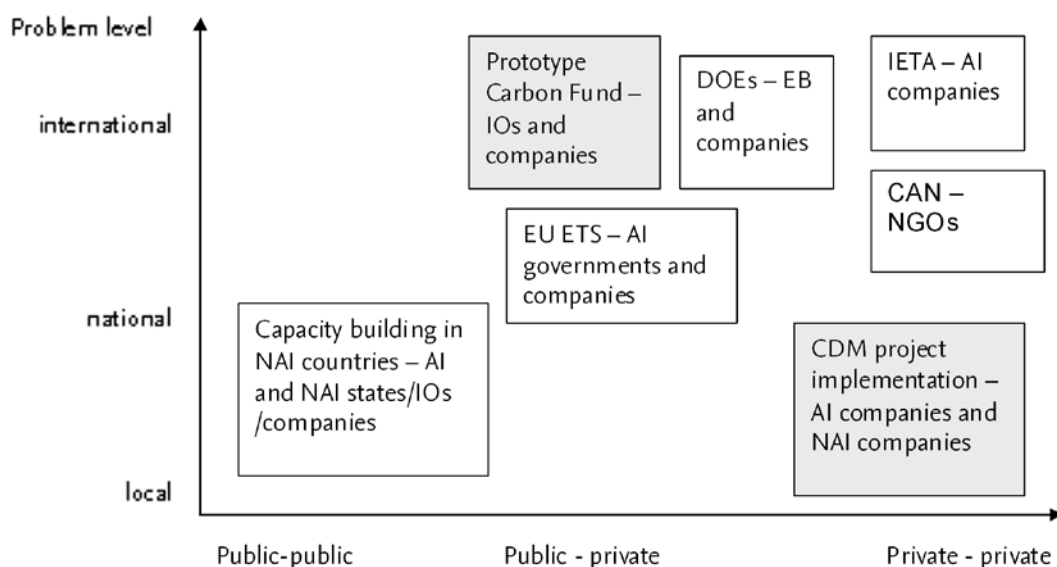 Problem level
international
national
local
Prototype
Carbon Fund –
IOs and
companies
DOEs – EB
and
companies
IETA – AI
companies
CAN –
NGOs
EU ETS – AI
governments and
companies
Capacity building in
NAI countries – AI
and NAI states/IOs
/companies
CDM project
implementation –
AI companies and
NAI companies
Public-public
Public - private
Private - private